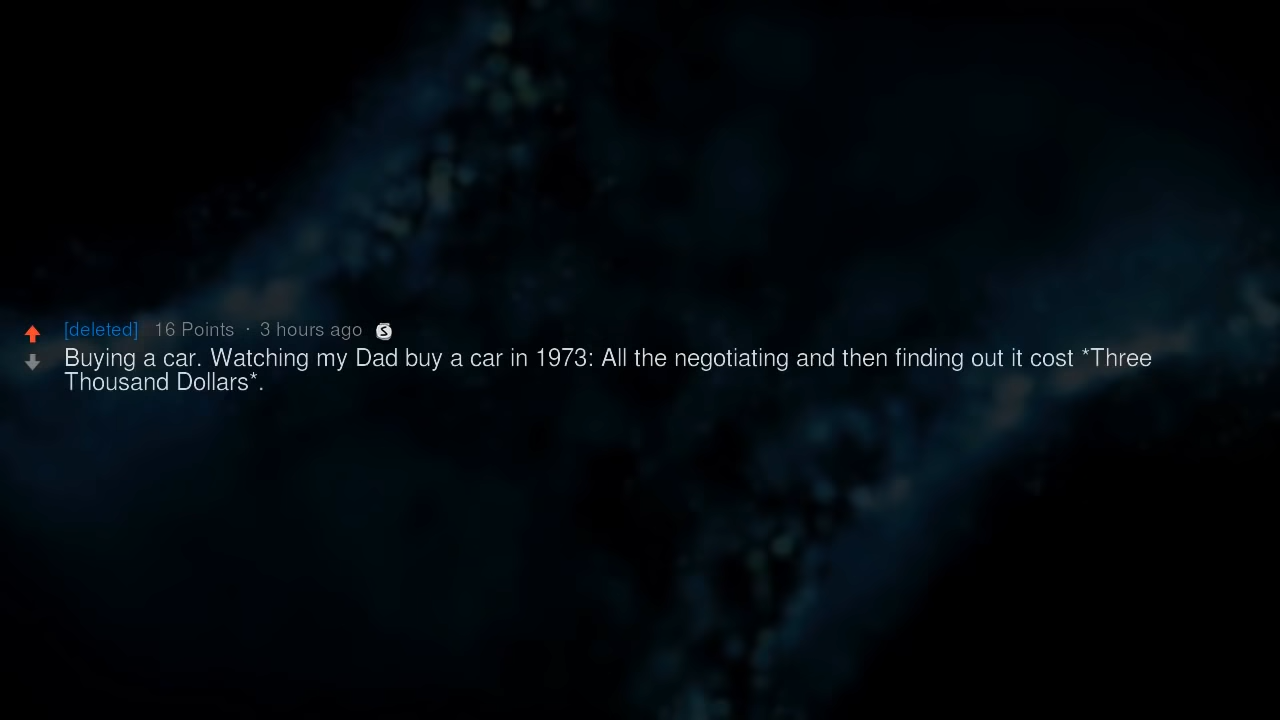 [deleted] 16 Points · 3 hours ago S
Buying a car. Watching my Dad buy a car in 1973: All the negotiating and then finding out it cost *Three
Thousand Dollars*.